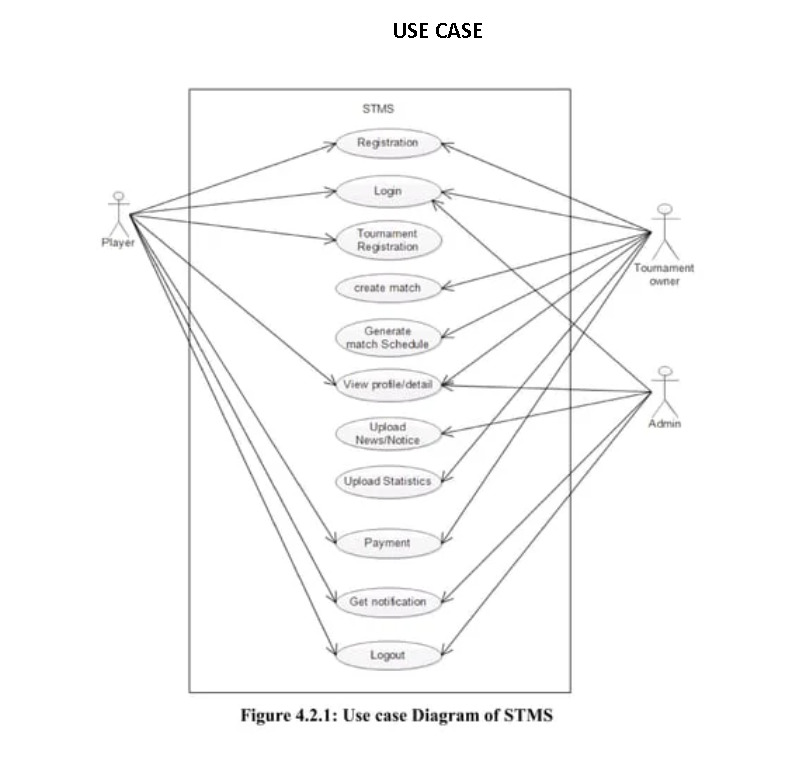 USE CASE
STMS
Registration
Login
Player
Tournament
Registration
Tournament
owner
create match
Generate
match Schedule
View profile/detail
Admin
Upload
News/Notice
Upload Statistics
Payment
Get notification
Logout
Figure 4.2.1: Use case Diagram of STMS